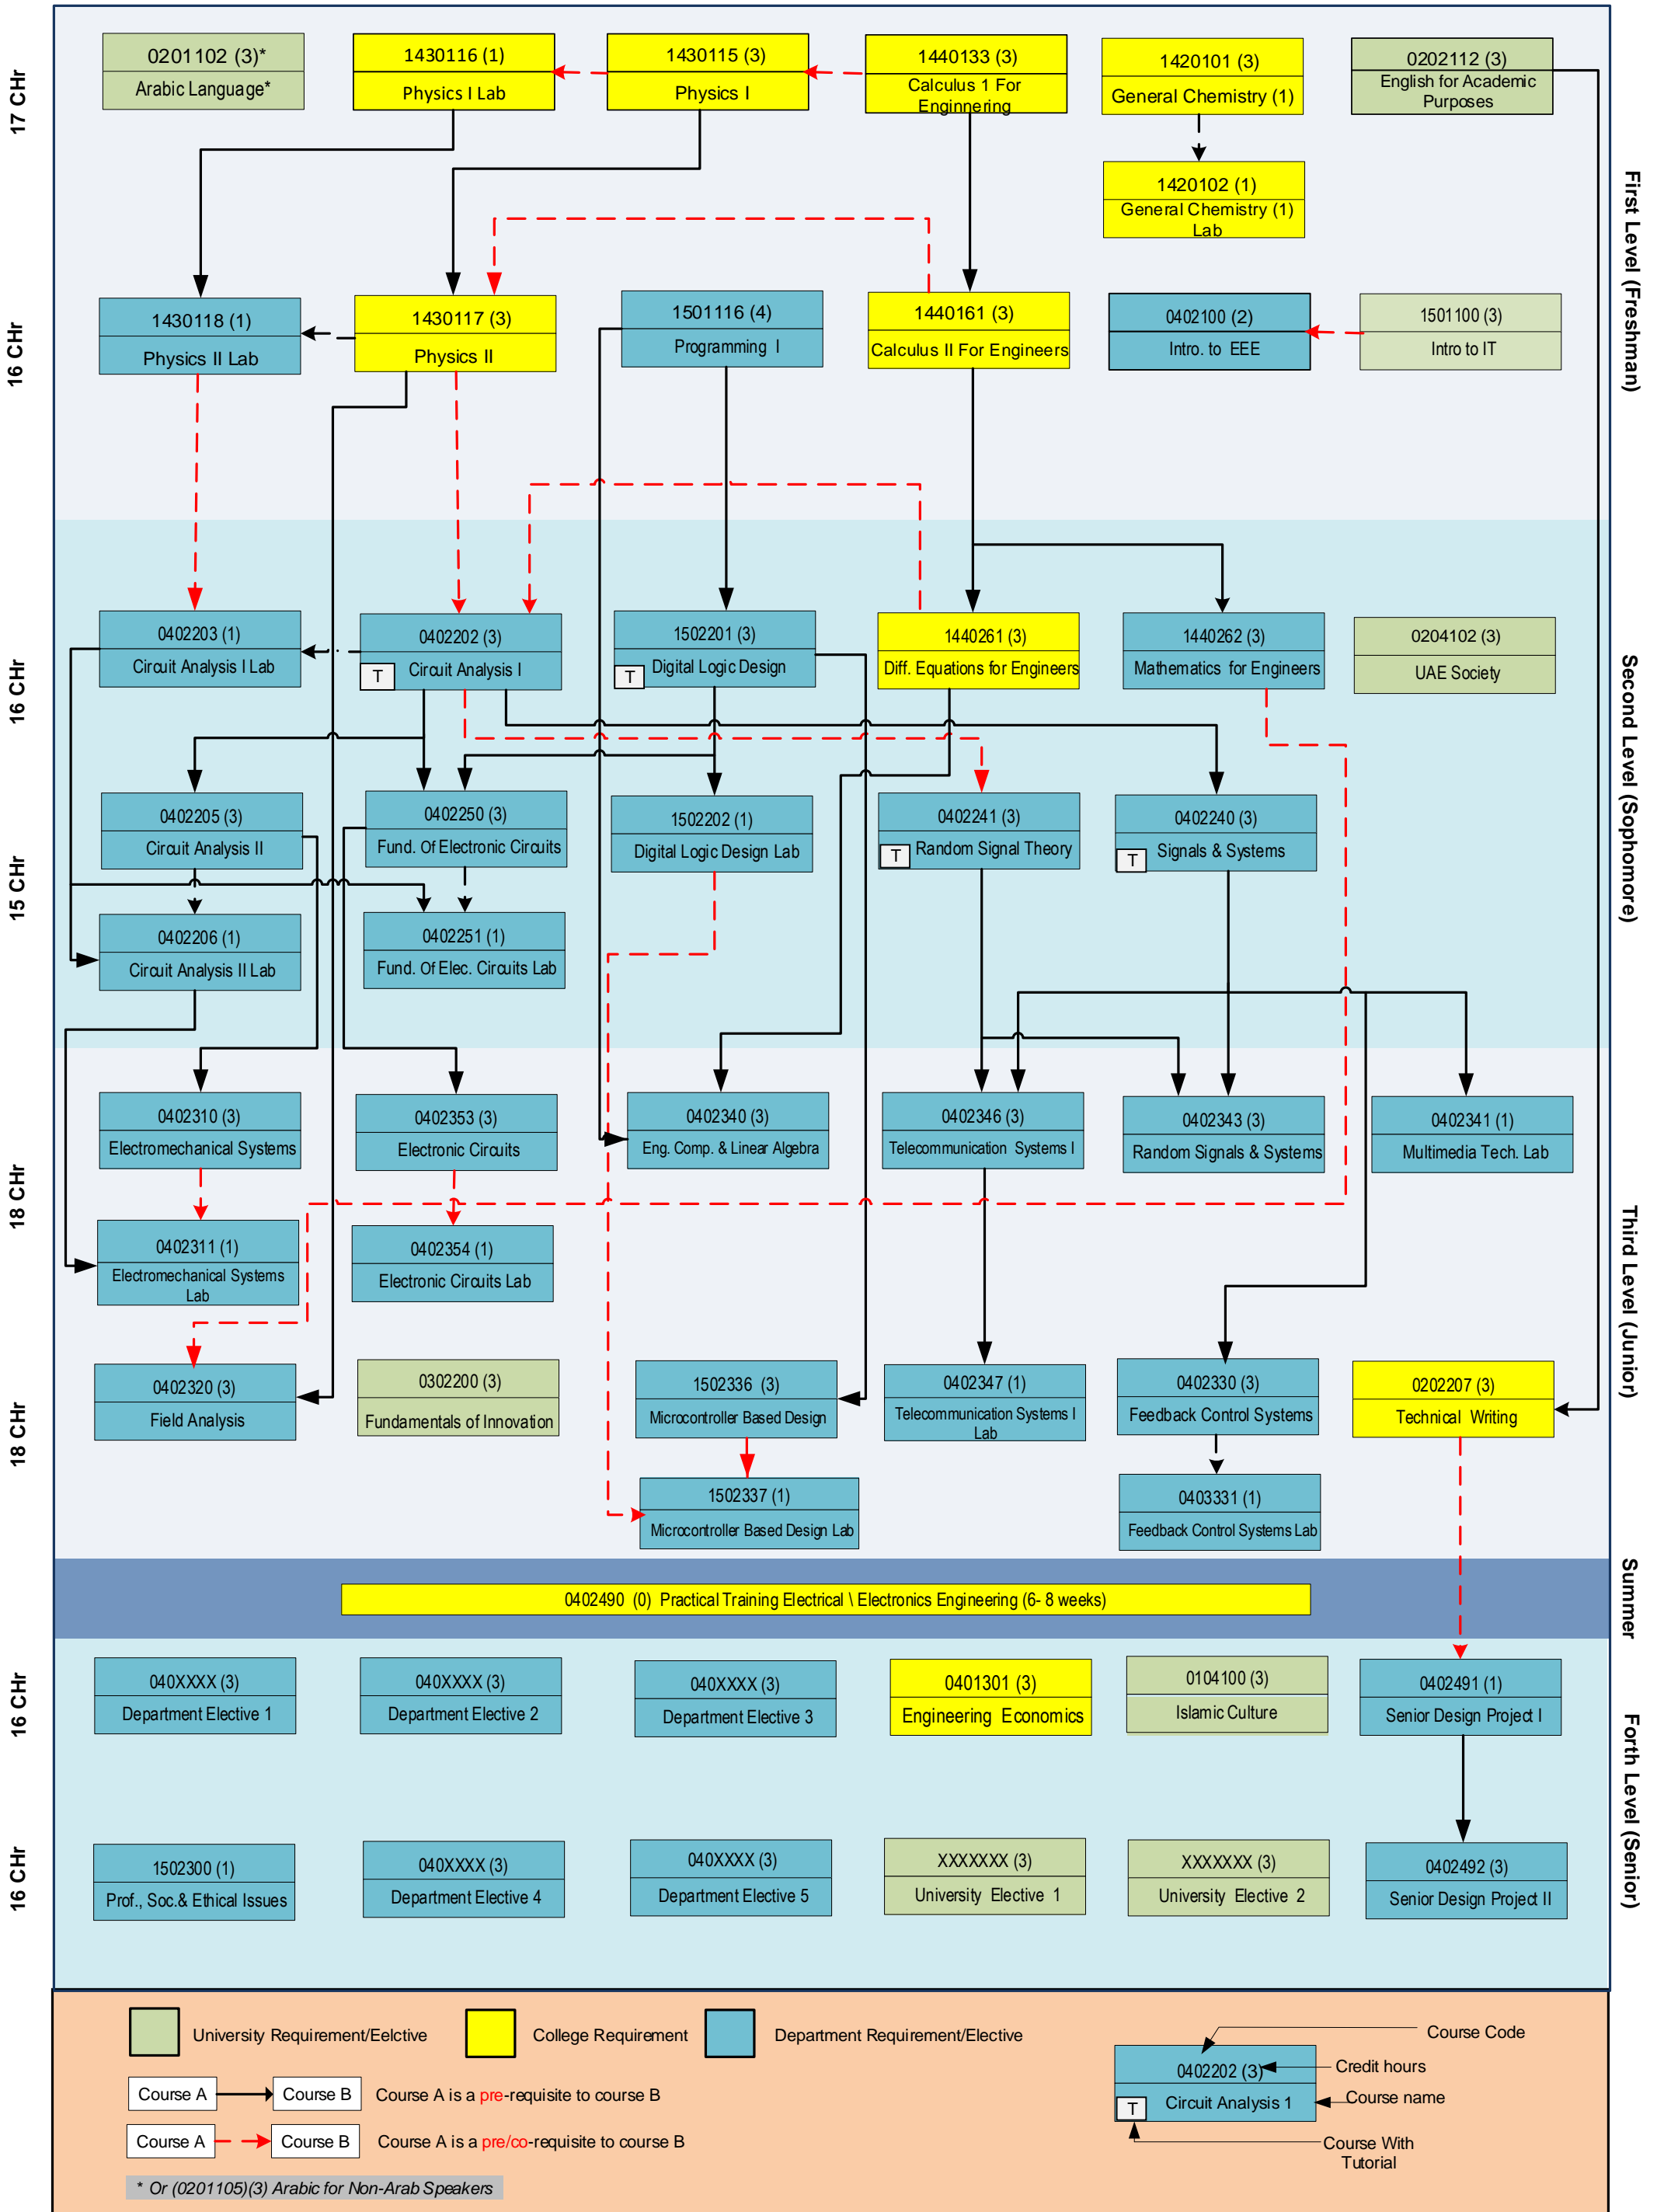 17 CHr
0201102 (3)*
Arabic Language*
1430116 (1)
Physics I Lab
1430115 (3)
Physics I
1440133 (3)
Calculus 1 For
Enginnering
1420101 (3)
General Chemistry (1)
0202112 (3)
English for Academic
Purposes
1420102 (1)
General Chemistry (1)
Lab
First Level (Freshman)
16 CHr
1430118 (1)
Physics II Lab
1430117 (3)
Physics II
1501116 (4)
Programming I
1440161 (3)
Calculus II For Engineers
0402100 (2)
Intro. to EEE
1501100 (3)
Intro to IT
16 CHr
0402203 (1)
Circuit Analysis I Lab
0402202 (3)
Circuit Analysis I
T
1502201 (3)
Digital Logic Design
T
1440261 (3)
Diff. Equations for Engineers
1440262 (3)
Mathematics for Engineers
0204102 (3)
UAE Society
Second Level (Sophomore)
15 CHr
0402205 (3)
Circuit Analysis II
0402250 (3)
Fund. Of Electronic Circuits
1502202 (1)
Digital Logic Design Lab
0402241 (3)
Random Signal Theory
T
0402240 (3)
Signals & Systems
T
0402206 (1)
Circuit Analysis II Lab
0402251 (1)
Fund. Of Elec. Circuits Lab
18 CHr
0402310 (3)
Electromechanical Systems
0402353 (3)
Electronic Circuits
0402340 (3)
Eng. Comp. & Linear Algebra
0402346 (3)
Telecommunication Systems I
0402343 (3)
Random Signals & Systems
0402341 (1)
Multimedia Tech. Lab
0402311 (1)
Electromechanical Systems
Lab
0402354 (1)
Electronic Circuits Lab
Third Level (Junior)
18 CHr
0402320 (3)
Field Analysis
0302200 (3)
Fundamentals of Innovation
1502336 (3)
Microcontroller Based Design
0402347 (1)
Telecommunication Systems I
Lab
0402330 (3)
Feedback Control Systems
0202207 (3)
Technical Writing
1502337 (1)
Microcontroller Based Design Lab
0403331 (1)
Feedback Control Systems Lab
Summer
0402490 (0) Practical Training Electrical \ Electronics Engineering (6- 8 weeks)
16 CHr
040XXXX (3)
Department Elective 1
040XXXX (3)
Department Elective 2
040XXXX (3)
Department Elective 3
0401301 (3)
Engineering Economics
0104100 (3)
Islamic Culture
0402491 (1)
Senior Design Project I
Forth Level (Senior)
16 CHr
1502300 (1)
Prof., Soc.& Ethical Issues
040XXXX (3)
Department Elective 4
040XXXX (3)
Department Elective 5
XXXXXXX (3)
University Elective 1
XXXXXXX (3)
University Elective 2
0402492 (3)
Senior Design Project II
University Requirement/Eelctive
College Requirement
Department Requirement/Elective
Course A
Course B
Course A is a pre-requisite to course B
Course A
Course B
Course A is a pre/co-requisite to course B
* Or (0201105)(3) Arabic for Non-Arab Speakers
Course Code
0402202 (3)
Credit hours
Circuit Analysis 1
Course name
T
Course With
Tutorial